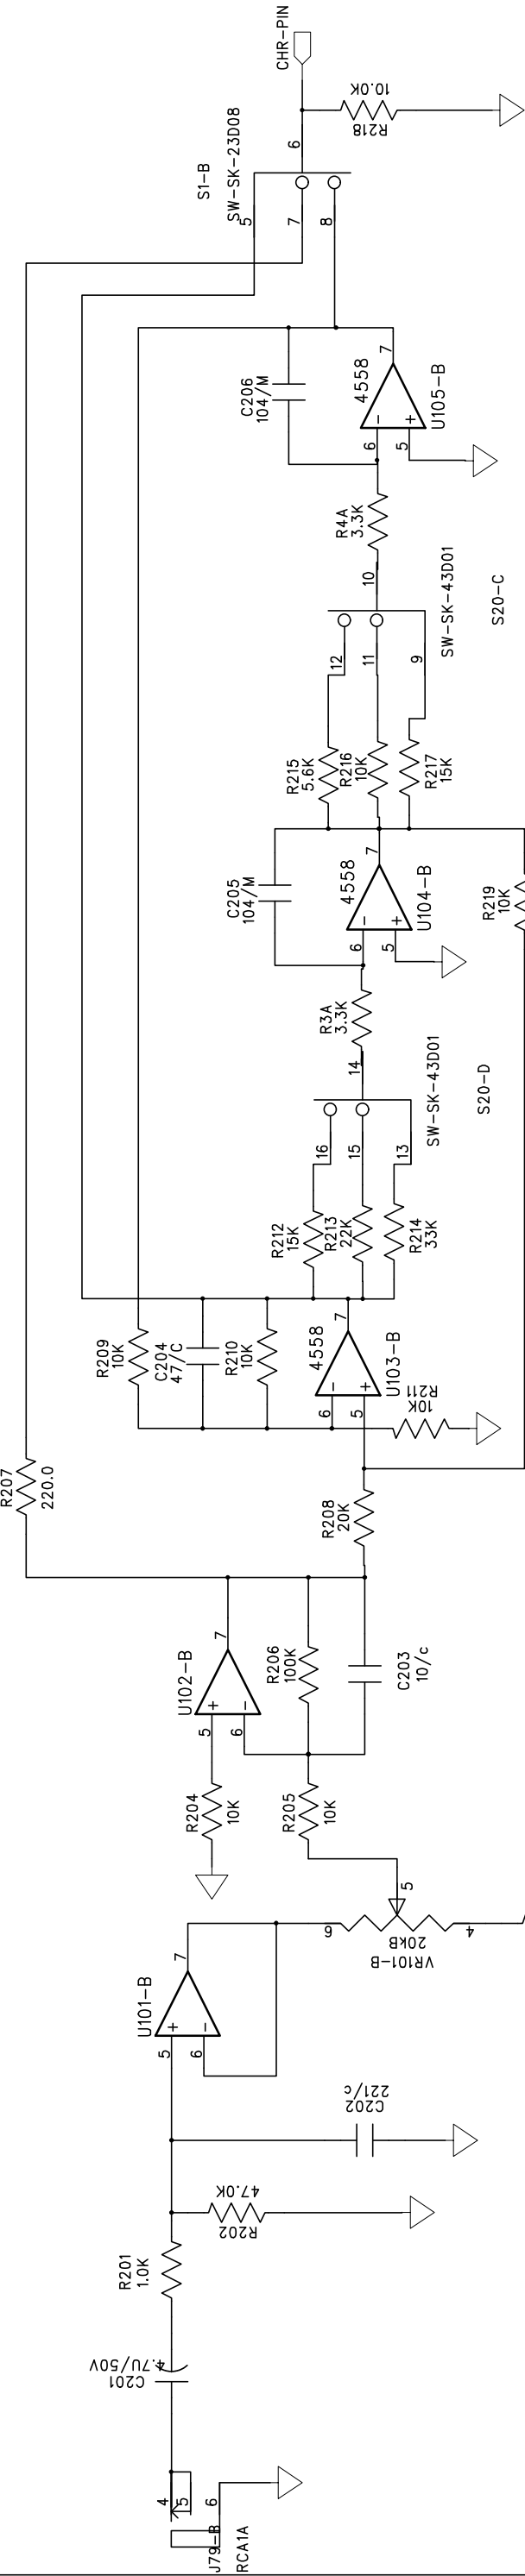 CHR-PIN
R218
10.0K
6
S1-B
SW-SK-23D08
5
7
8
C206
104/M
7
4558
6
5
U105-B
R4A
3.3K
10
SW-SK-43D01
S20-C
12
11
9
R215
5.6K
R216
10K
R217
15K
C205
104/M
7
4558
6
5
U104-B
R219
10K
R3A
3.3K
14
SW-SK-43D01
S20-D
16
15
13
R212
15K
R213
22K
R214
33K
R209
10K
C204
47/C
R210
10K
7
4558
6
5
U103-B
R211
10K
R207
220.0
R208
20K
7
U102-B
5
6
R206
100K
C203
10/c
R204
10K
R205
10K
5
6
4
20kB
VR101-B
7
U101-B
5
6
C202
221/c
R202
47.0K
R201
1.0K
C201
4.7U/50V
4
5
6
J79-B
RCA1A